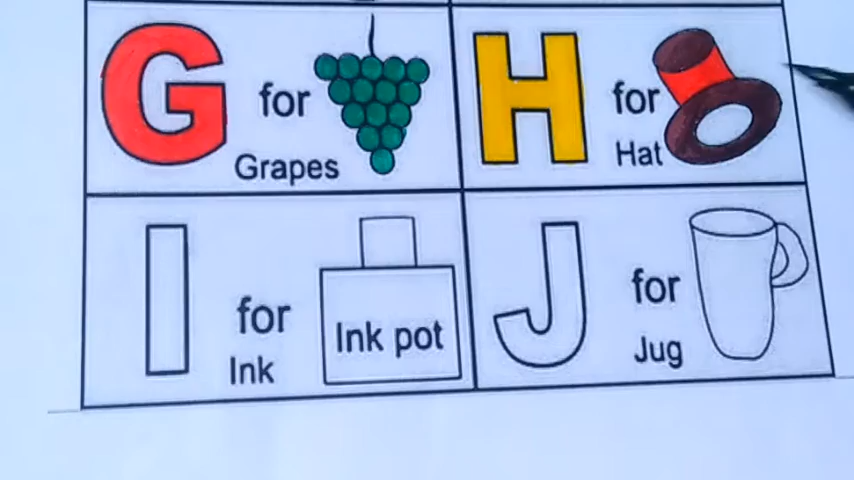 G for
Grapes
H for
Hat
I for
Ink
Ink pot
J for
Jug